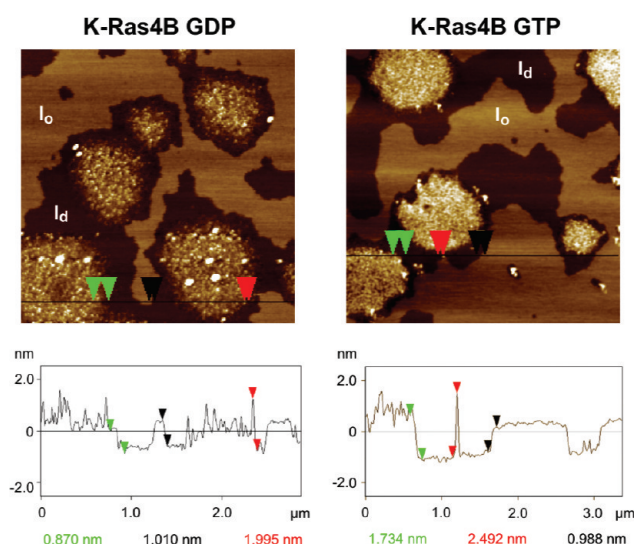 K-Ras4B GDP
K-Ras4B GTP
lo
ld
ld
lo
nm
2.0
0
-2.0
1.0
2.0
µm
0.870 nm
1.010 nm
1.995 nm
nm
2.0
0
-2.0
1.0
2.0
3.0
µm
1.734 nm
2.492 nm
0.988 nm